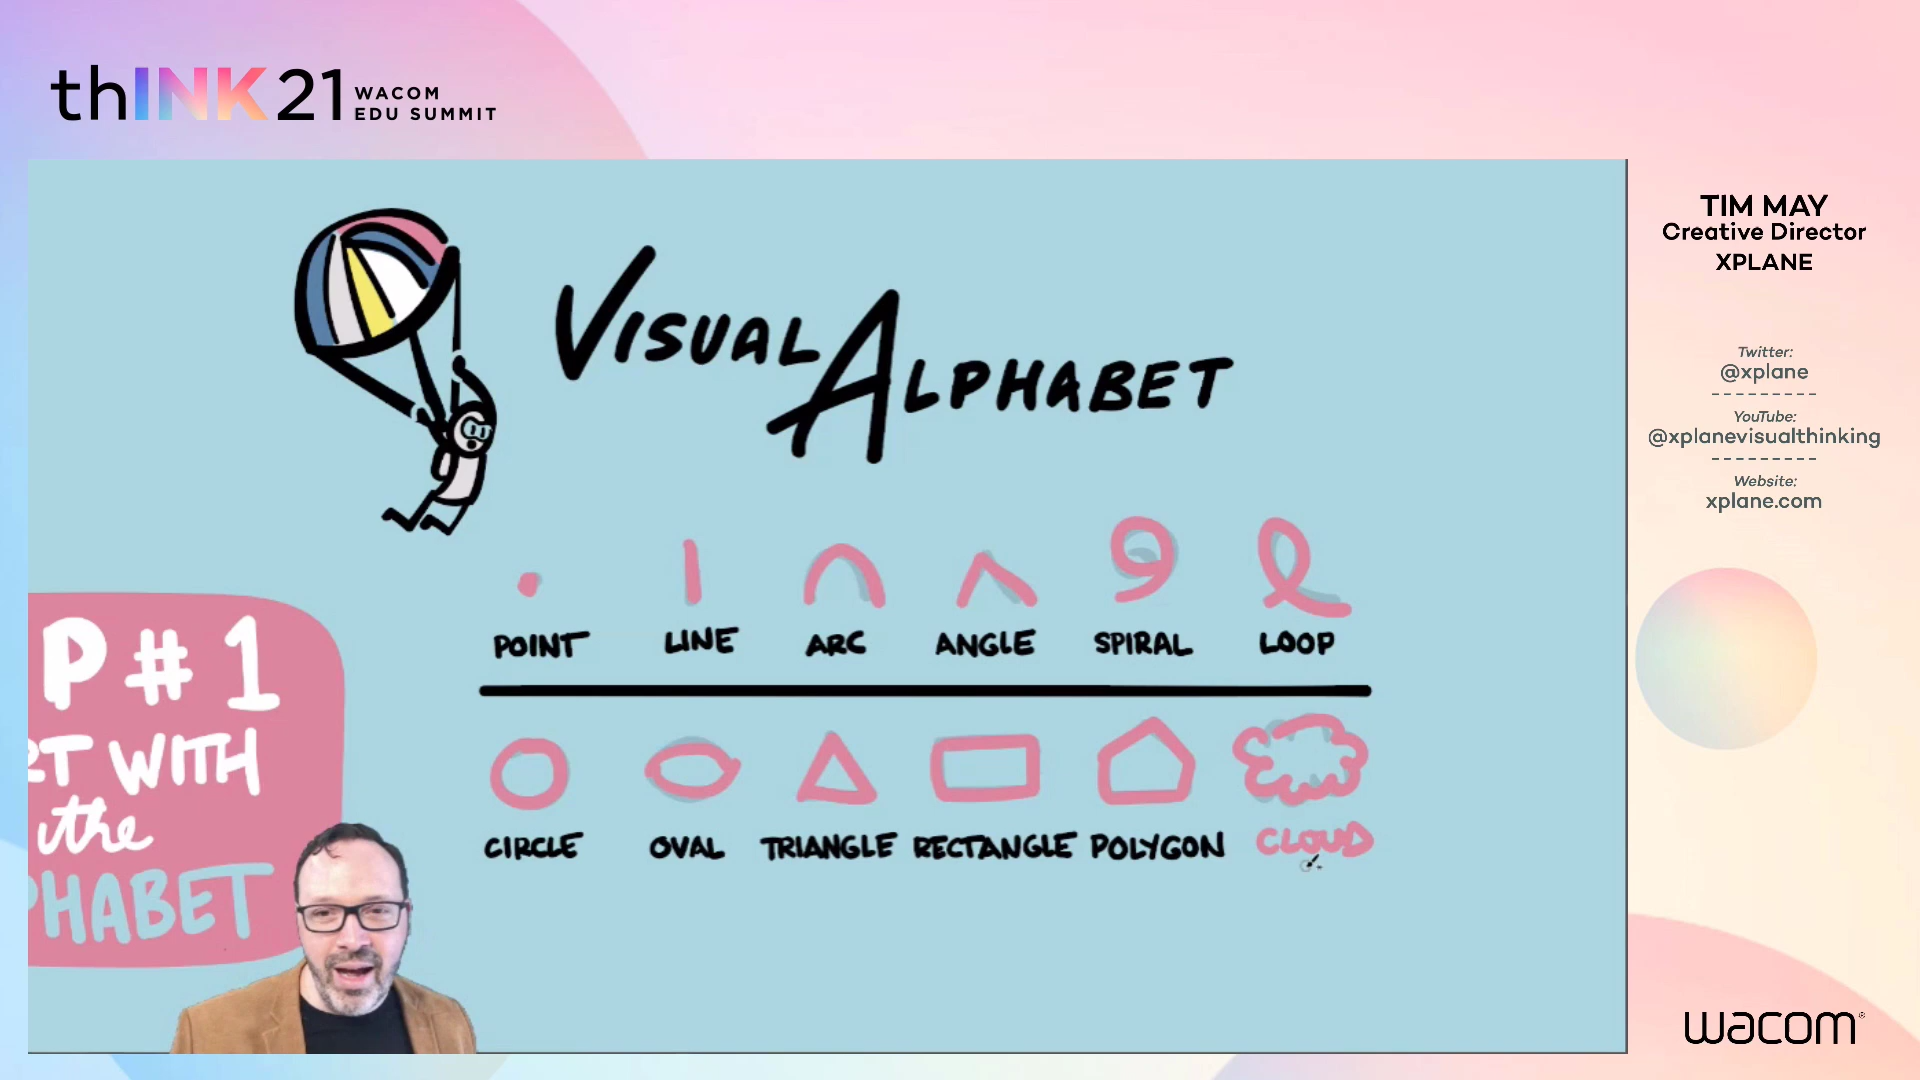 thINK21 WACOM
EDU SUMMIT
TIM MAY
Creative Director
XPLANE
Twitter:
@xplane
YouTube:
@xplanevisualthinking
Website:
xplane.com
VISUAL ALPHABET
POINT LINE ARC ANGLE SPIRAL LOOP
CIRCLE OVAL TRIANGLE RECTANGLE POLYGON CLOUD
P #1
RT WITH
the
PHABET
wacom®